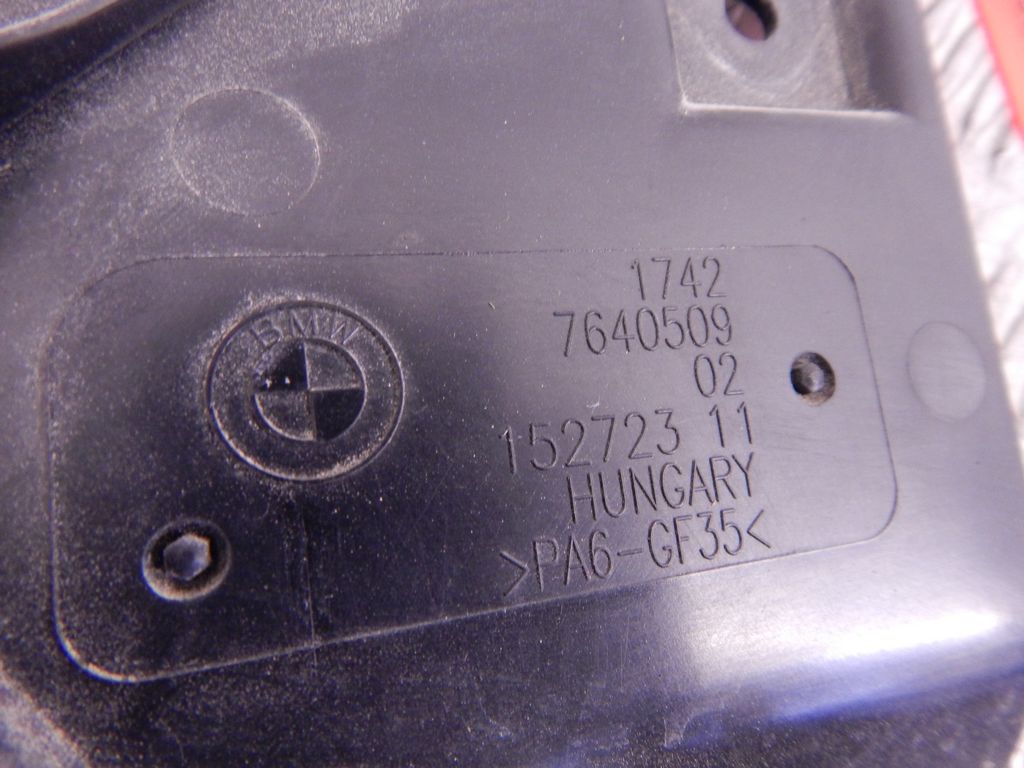 BMW
1742
7640509
02
152723 11
HUNGARY
>PA6-GF35<